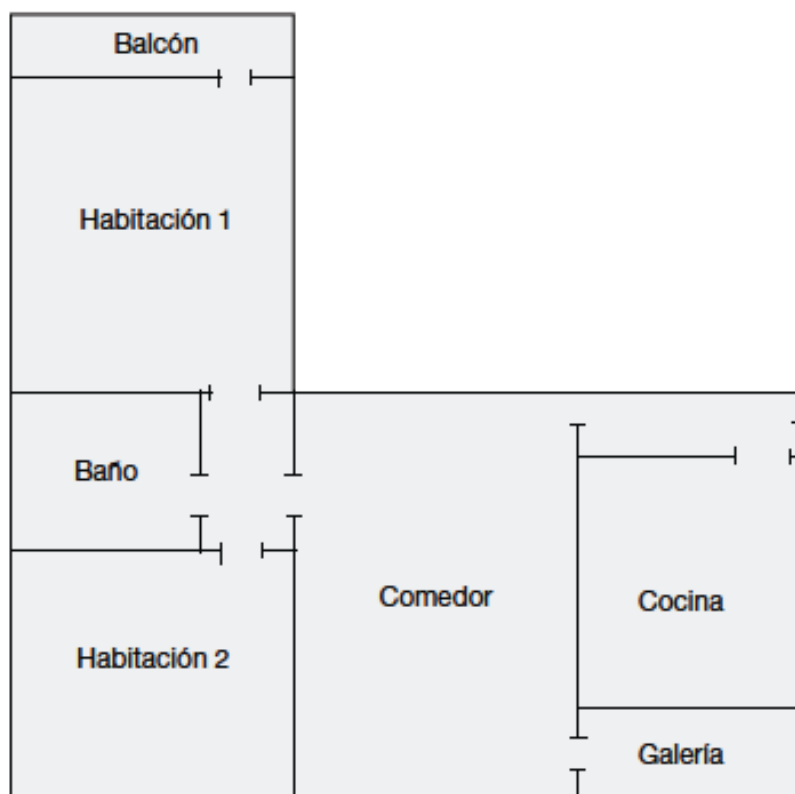 Balcón
Habitación 1
Baño
Comedor
Cocina
Habitación 2
Galería